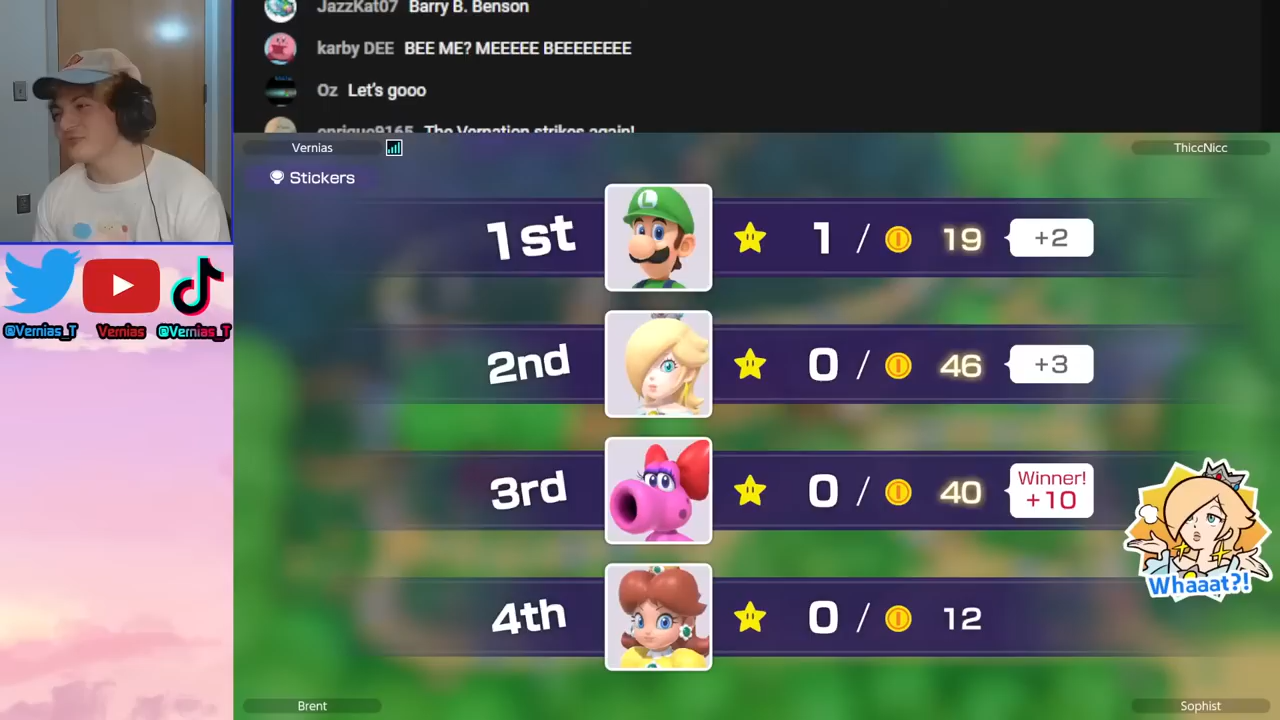 JazzKat07 Barry B. Benson
karby DEE BEE ME? MEEEEE BEEEEEEEE
Oz Let's gooo
enrique9165 The Vernation strikes again!
Vernias
ThiccNicc
Stickers
1st 1 / 19 +2
2nd 0 / 46 +3
3rd 0 / 40 Winner! +10
4th 0 / 12
L
Whaaat?!
@Vernias_T Vernias @Vernias_T
Brent
Sophist